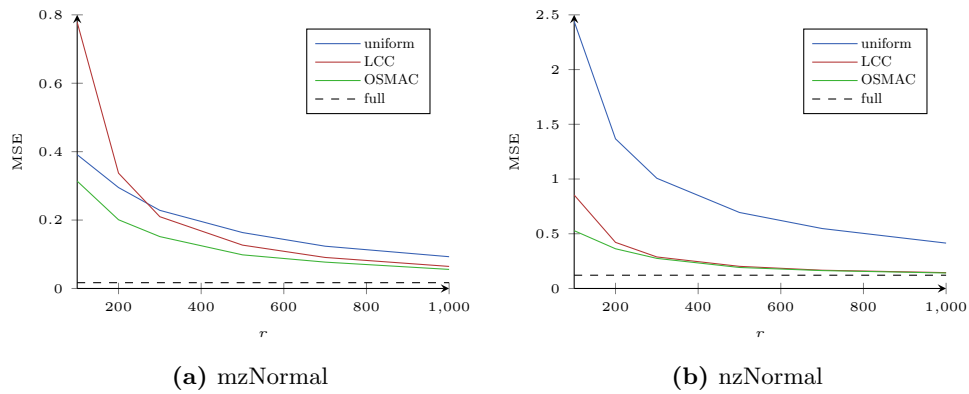 0.8
0.6
0.4
0.2
0
MSE
200
400
600
800
1,000
r
uniform
LCC
OSMAC
full
(a) mzNormal
2.5
2
1.5
1
0.5
0
MSE
200
400
600
800
1,000
r
uniform
LCC
OSMAC
full
(b) nzNormal